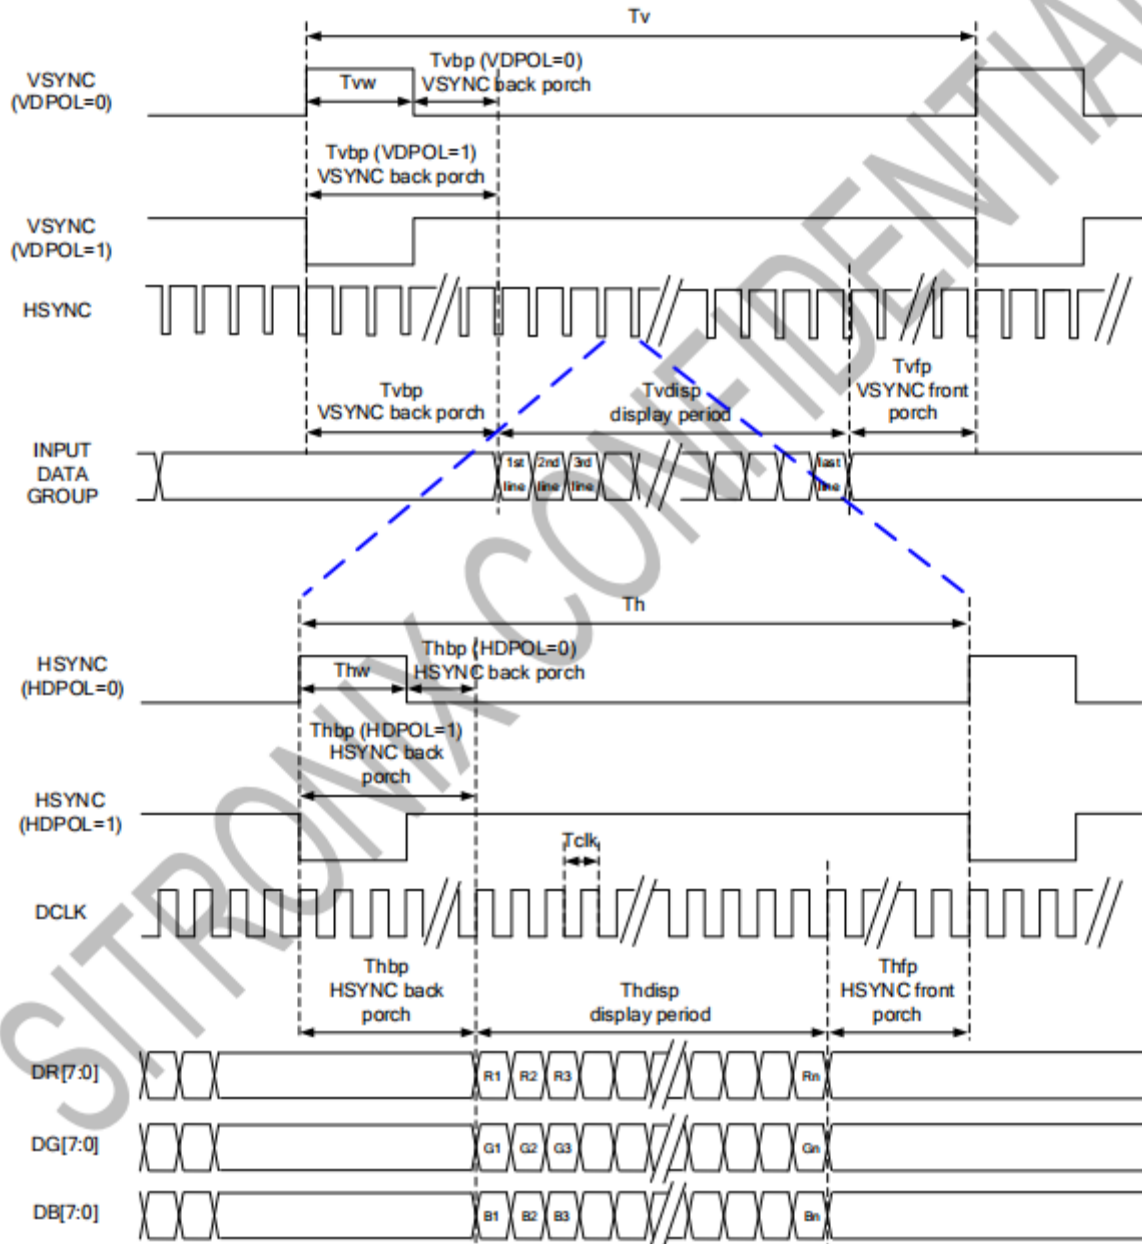 Tv
VSYNC
(VDPOL=0)
Tvw
Tvbp (VDPOL=0)
VSYNC back porch
Tvbp (VDPOL=1)
VSYNC back porch
VSYNC
(VDPOL=1)
HSYNC
Tvbp
VSYNC back porch
Tvdisp
display period
Tvfp
VSYNC front
porch
INPUT
DATA
GROUP
1st
line
2nd
line
3rd
line
last
line
Th
HSYNC
(HDPOL=0)
Thw
Thbp (HDPOL=0)
HSYNC back porch
Thbp (HDPOL=1)
HSYNC back
porch
HSYNC
(HDPOL=1)
Tclk
DCLK
Thbp
HSYNC back
porch
Thdisp
display period
Thfp
HSYNC front
porch
DR[7:0]
R1 R2 R3 Rn
DG[7:0]
G1 G2 G3 Gn
DB[7:0]
B1 B2 B3 Bn
SITRONIX CONFIDENTIA